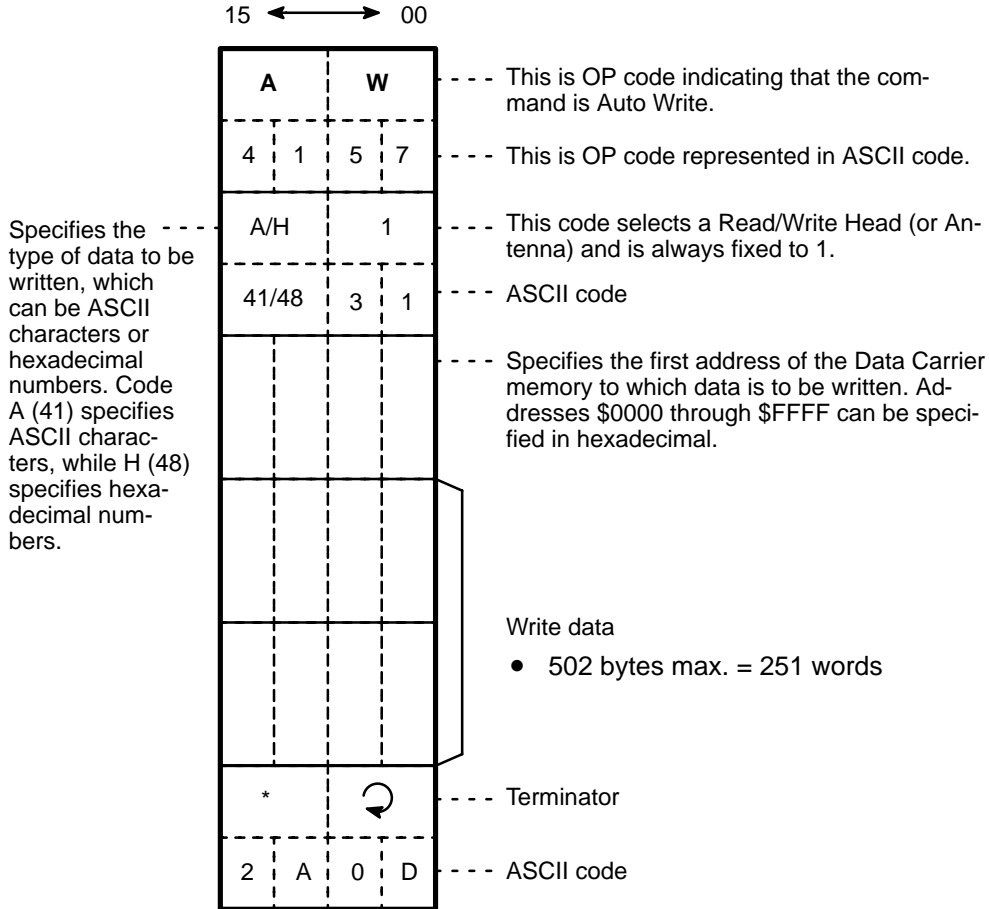 15 00
A W
This is OP code indicating that the com-
mand is Auto Write.
4 1 5 7
This is OP code represented in ASCII code.
Specifies the
type of data to be
written, which
can be ASCII
characters or
hexadecimal
numbers. Code
A (41) specifies
ASCII charac-
ters, while H (48)
specifies hexa-
decimal num-
bers.
A/H 1
This code selects a Read/Write Head (or An-
tenna) and is always fixed to 1.
41/48 3 1
ASCII code
Specifies the first address of the Data Carrier
memory to which data is to be written. Ad-
dresses $0000 through $FFFF can be speci-
fied in hexadecimal.
Write data
• 502 bytes max. = 251 words
*
Terminator
2 A 0 D
ASCII code